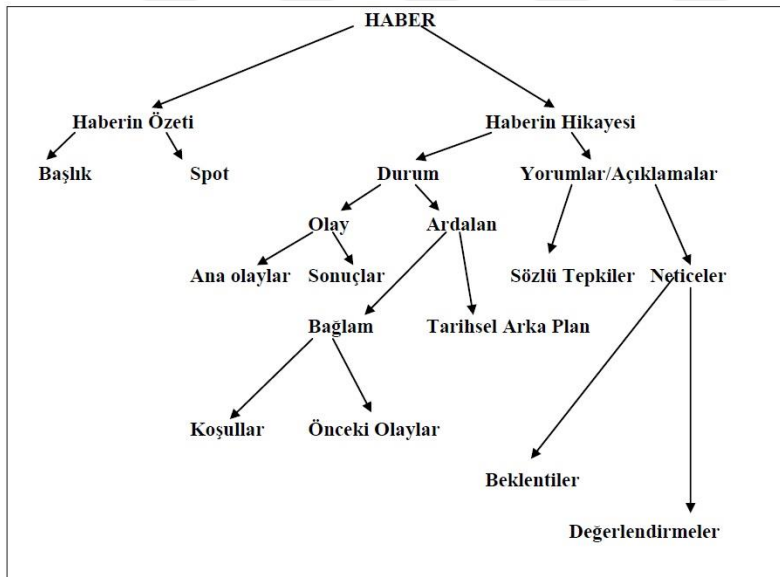 HABER
Haberin Özeti Haberin Hikayesi
Başlık Spot Durum Yorumlar/Açıklamalar
Olay Ardalan
Ana olaylar Sonuçlar Sözlü Tepkiler Neticeler
Bağlam Tarihsel Arka Plan
Koşullar Önceki Olaylar
Beklentiler
Değerlendirmeler